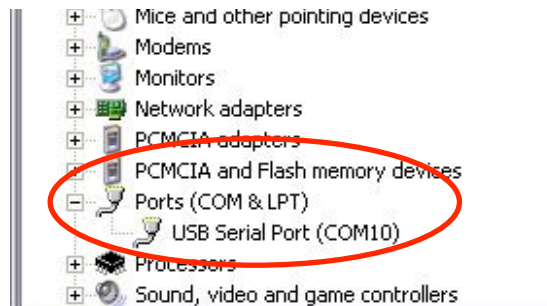 Mice and other pointing devices
Modems
Monitors
Network adapters
PCMCIA adapters
PCMCIA and Flash memory devices
Ports (COM & LPT)
USB Serial Port (COM10)
Processors
Sound, video and game controllers